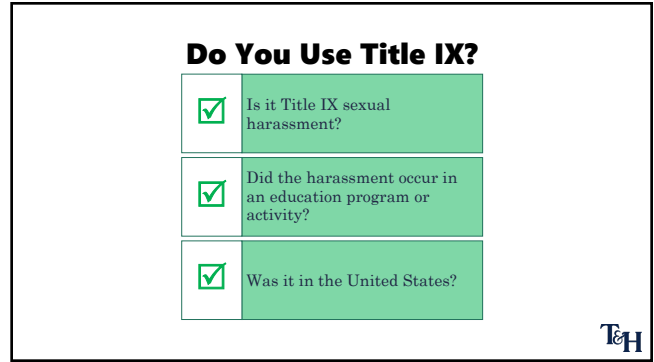 Do You Use Title IX?
Is it Title IX sexual
harassment?
Did the harassment occur in
an education program or
activity?
Was it in the United States?
T&H